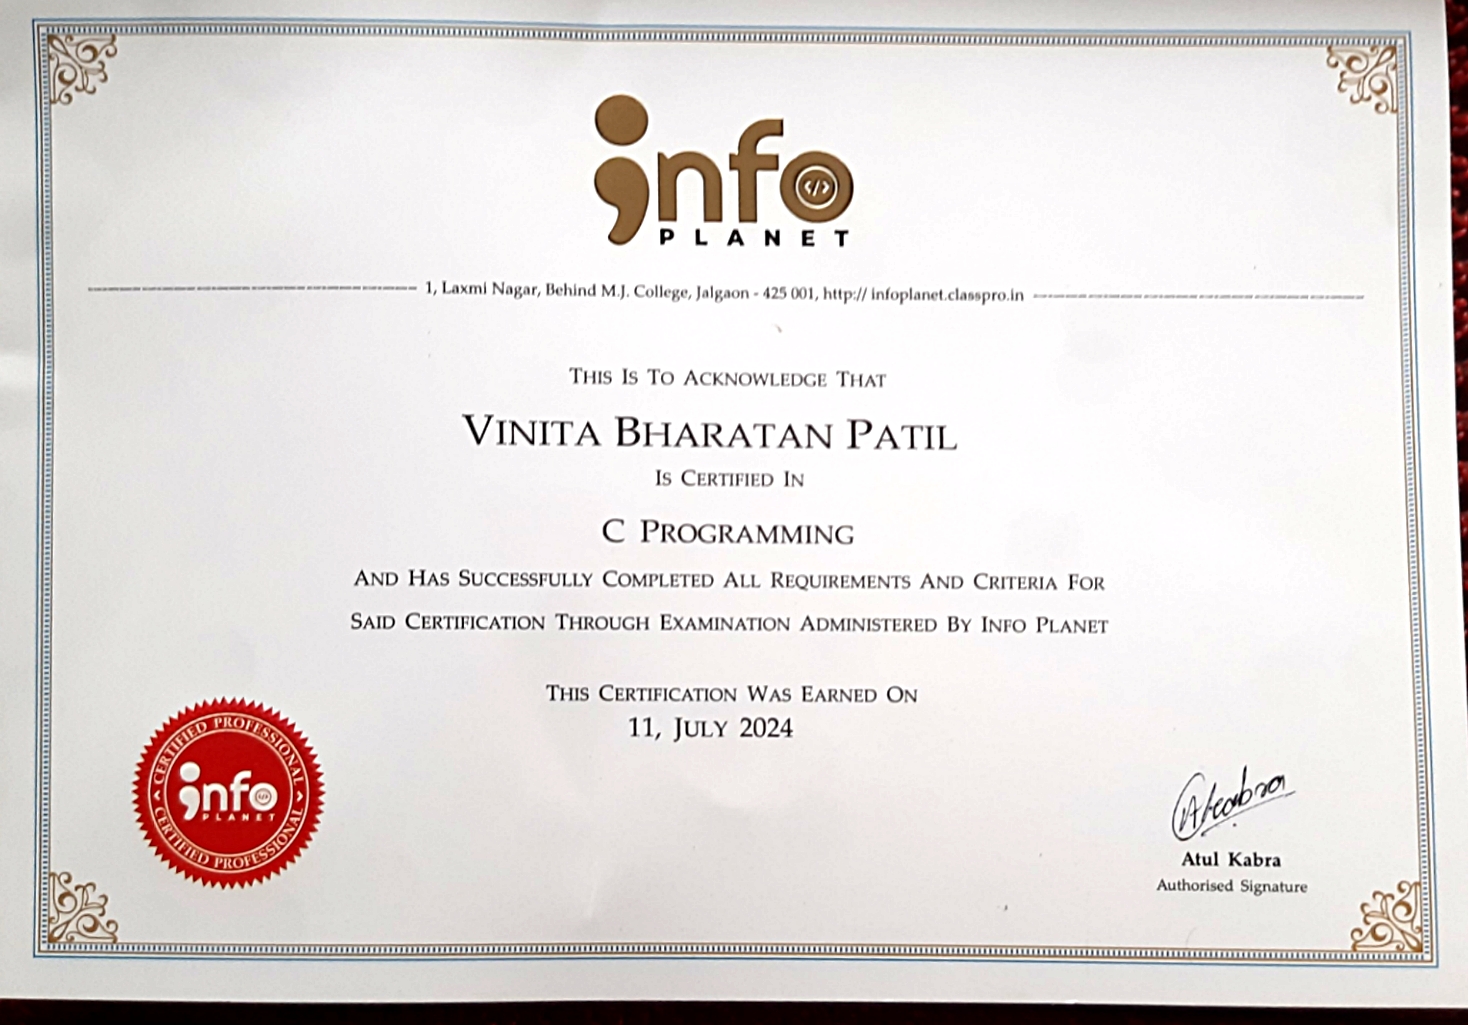 info
PLANET
1, Laxmi Nagar, Behind M.J. College, Jalgaon - 425 001, http:// infoplanet.classpro.in
THIS IS TO ACKNOWLEDGE THAT
VINITA BHARATAN PATIL
IS CERTIFIED IN
C PROGRAMMING
AND HAS SUCCESSFULLY COMPLETED ALL REQUIREMENTS AND CRITERIA FOR
SAID CERTIFICATION THROUGH EXAMINATION ADMINISTERED BY INFO PLANET
THIS CERTIFICATION WAS EARNED ON
11, JULY 2024
CERTIFIED PROFESSIONAL
info
PLANET
CERTIFIED PROFESSIONAL
AKabra
Atul Kabra
Authorised Signature